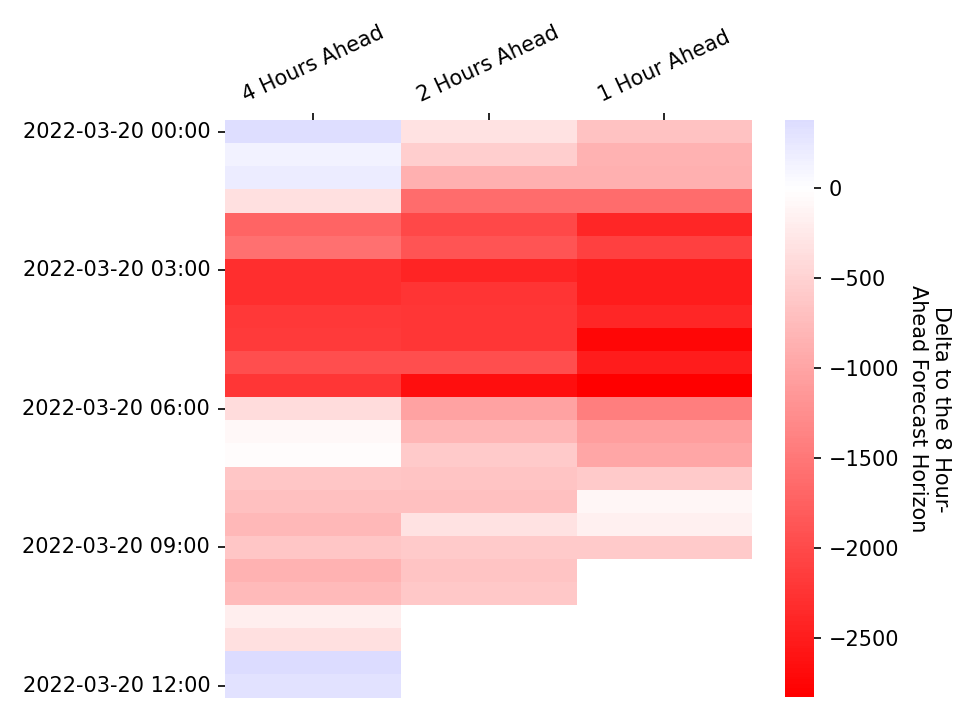 4 Hours Ahead
2 Hours Ahead
1 Hour Ahead
2022-03-20 00:00
2022-03-20 03:00
2022-03-20 06:00
2022-03-20 09:00
2022-03-20 12:00
0
−500
−1000
−1500
−2000
−2500
Delta to the 8 Hour-
Ahead Forecast Horizon